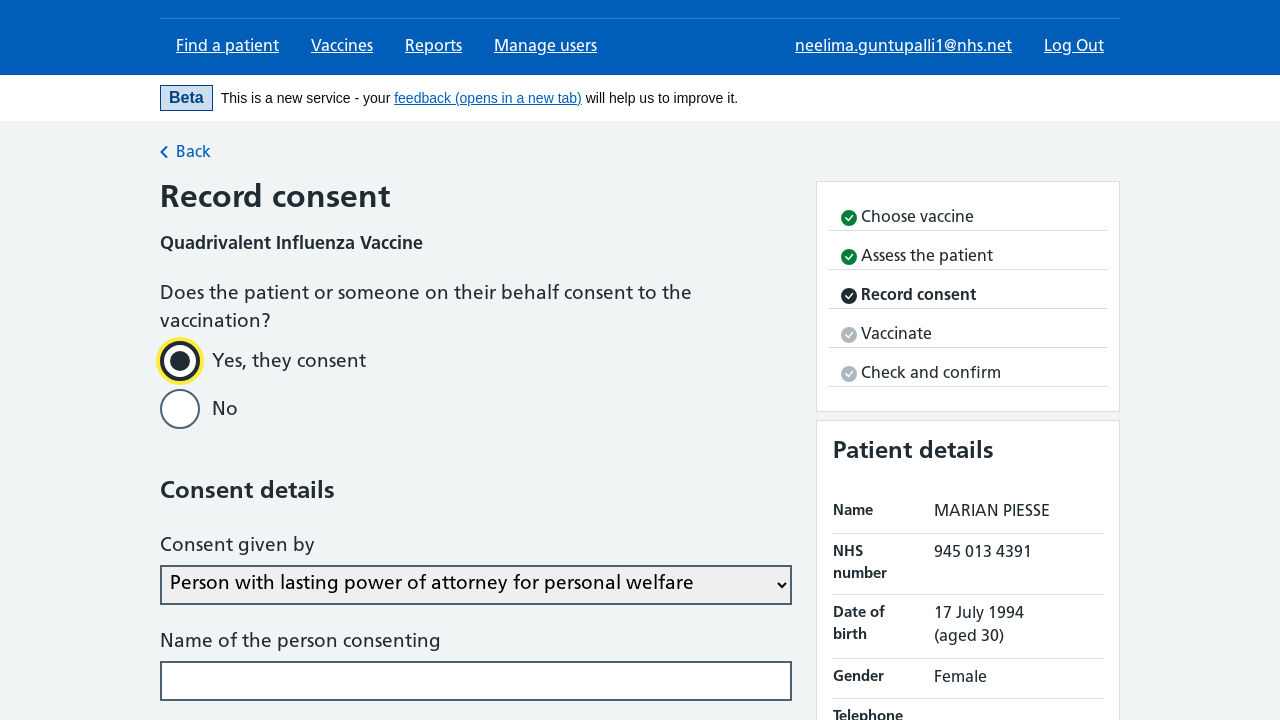 Find a patient
Vaccines
Reports
Manage users
neelima.guntupalli1@nhs.net
Log Out
Beta
This is a new service - your feedback (opens in a new tab) will help us to improve it.
Back
Record consent
Quadrivalent Influenza Vaccine
Does the patient or someone on their behalf consent to the
vaccination?
Yes, they consent
No
Consent details
Consent given by
Person with lasting power of attorney for personal welfare
Name of the person consenting
Choose vaccine
Assess the patient
Record consent
Vaccinate
Check and confirm
Patient details
Name
MARIAN PIESSE
NHS
number
945 013 4391
Date of
birth
17 July 1994
(aged 30)
Gender
Female
Telephone